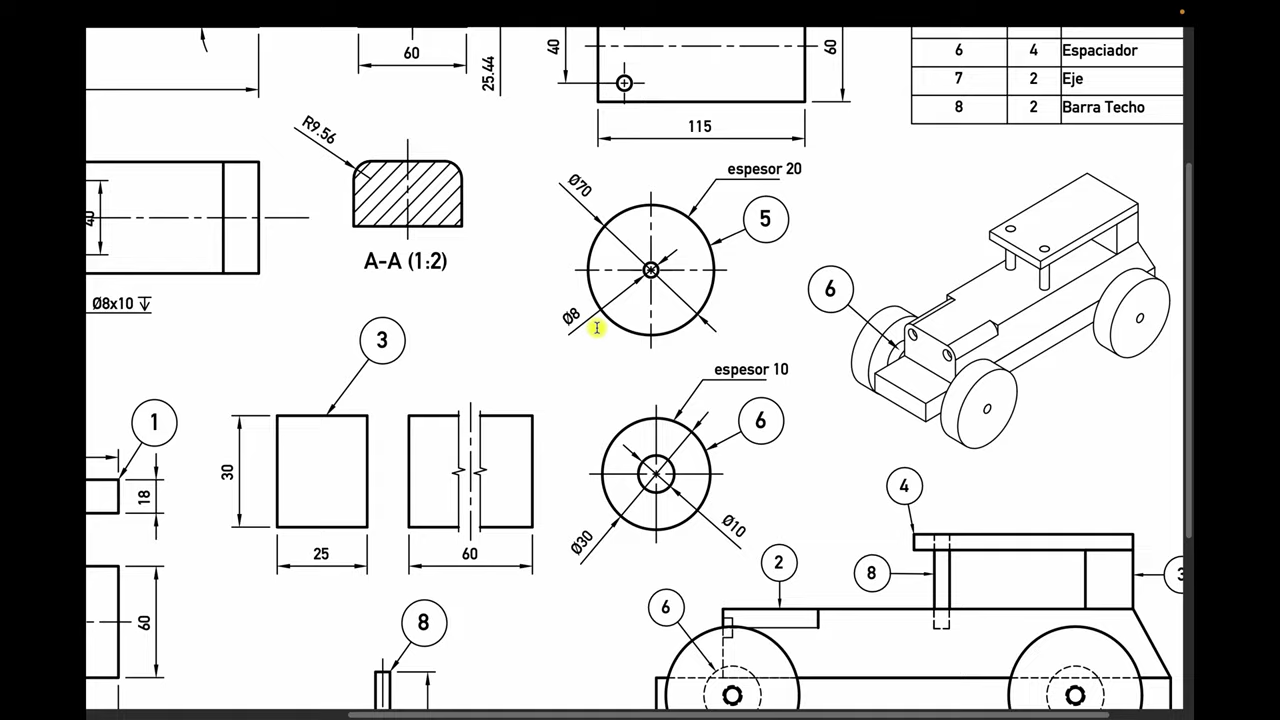 60
25.44
40
60
115
6 4 Espaciador
7 2 Eje
8 2 Barra Techo
R9.56
A-A (1:2)
40
Ø8x10
espesor 20
Ø70
5
Ø8
6
3
30
25
60
1
18
60
8
espesor 10
6
Ø10
Ø30
4
2
8
3
6